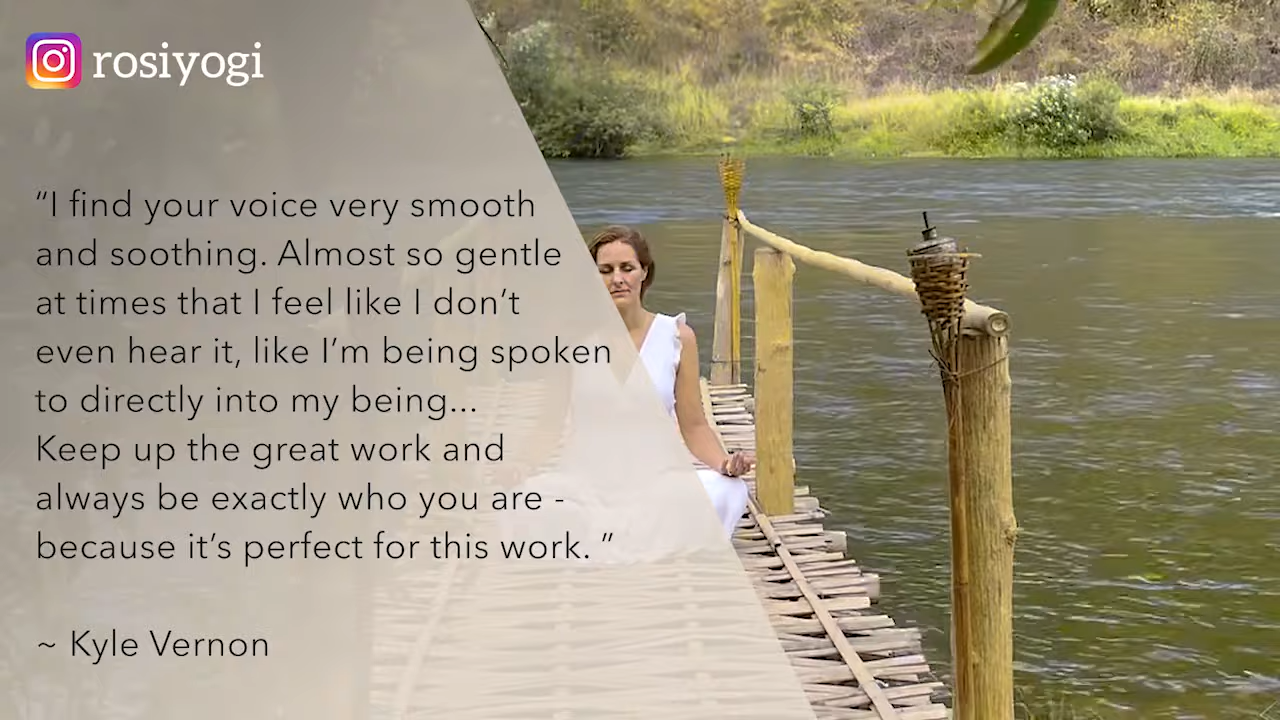 rosiyogi
“I find your voice very smooth
and soothing. Almost so gentle
at times that I feel like I don’t
even hear it, like I’m being spoken
to directly into my being...
Keep up the great work and
always be exactly who you are -
because it’s perfect for this work. ”
~ Kyle Vernon